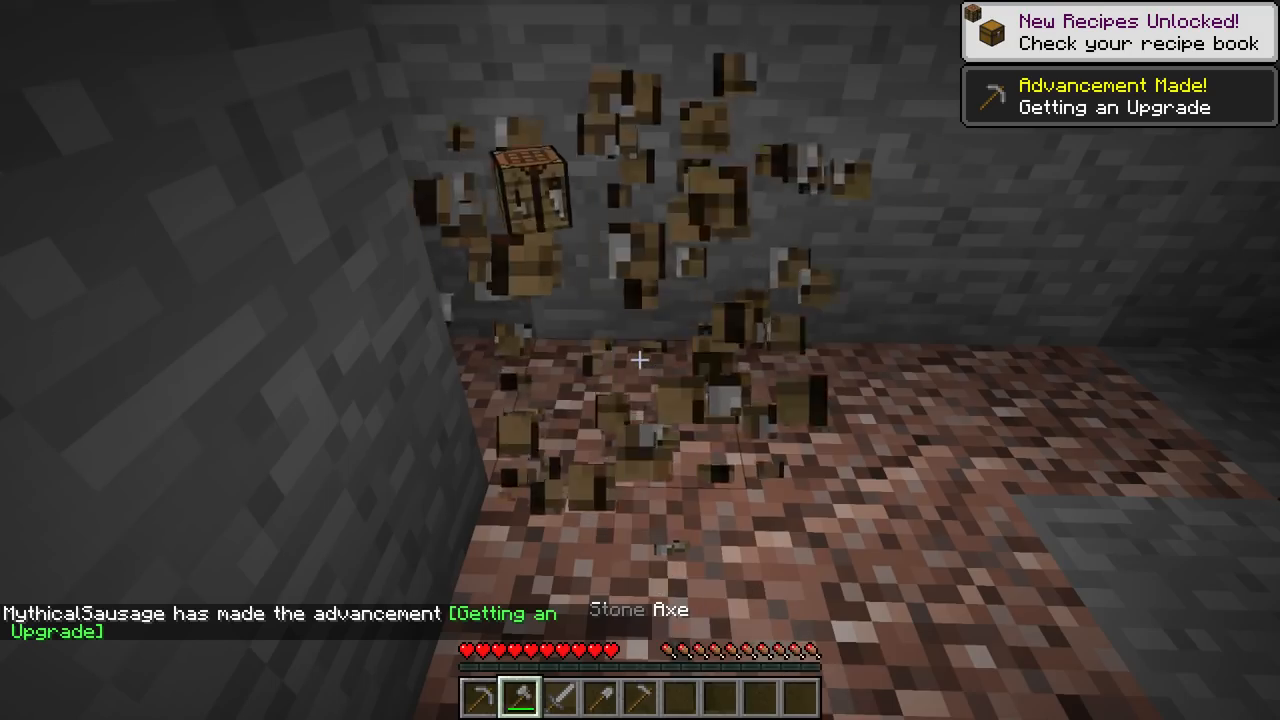 New Recipes Unlocked!
Check your recipe book
Advancement Made!
Getting an Upgrade
MythicalSausage has made the advancement [Getting an
Upgrade]
Stone Axe